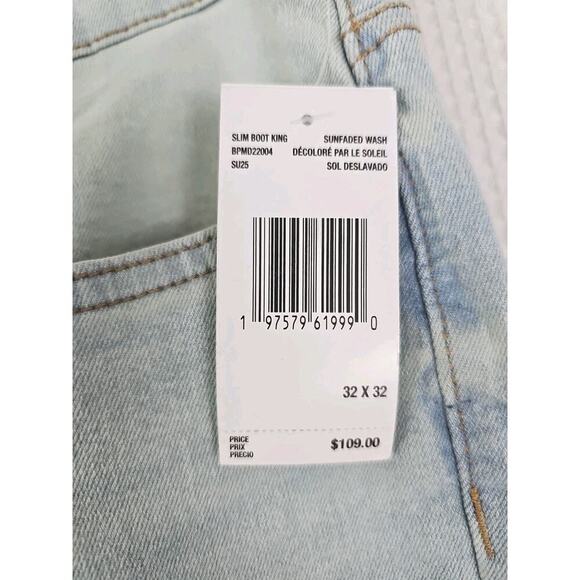 SLIM BOOT KING SUNFADED WASH
BPMD22004 DÉCOLORÉ PAR LE SOLEIL
SU25 SOL DESLAVADO
1 97579 61999 0
32 X 32
PRICE
PRIX $109.00
PRECIO